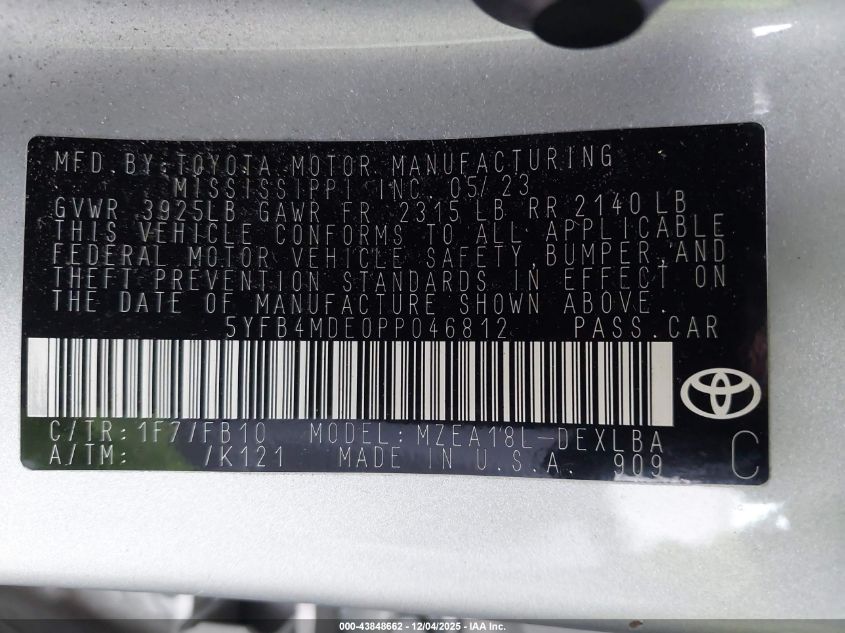 MFD. BY: TOYOTA MOTOR MANUFACTURING
MISSISSIPPI INC. 05/23
GVWR 3925LB GAWR FR 2315 LB RR 2140 LB
THIS VEHICLE CONFORMS TO ALL APPLICABLE
FEDERAL MOTOR VEHICLE SAFETY, BUMPER, AND
THEFT PREVENTION STANDARDS IN EFFECT ON
THE DATE OF MANUFACTURE SHOWN ABOVE.
5YFB4MDE0PP046812 PASS. CAR
C/TR: 1F7/FB10 MODEL: MZEA18L-DEXLBA
A/TM: /K121 MADE IN U.S.A. 909 C
000-43848662 - 12/04/2025 - IAA Inc.